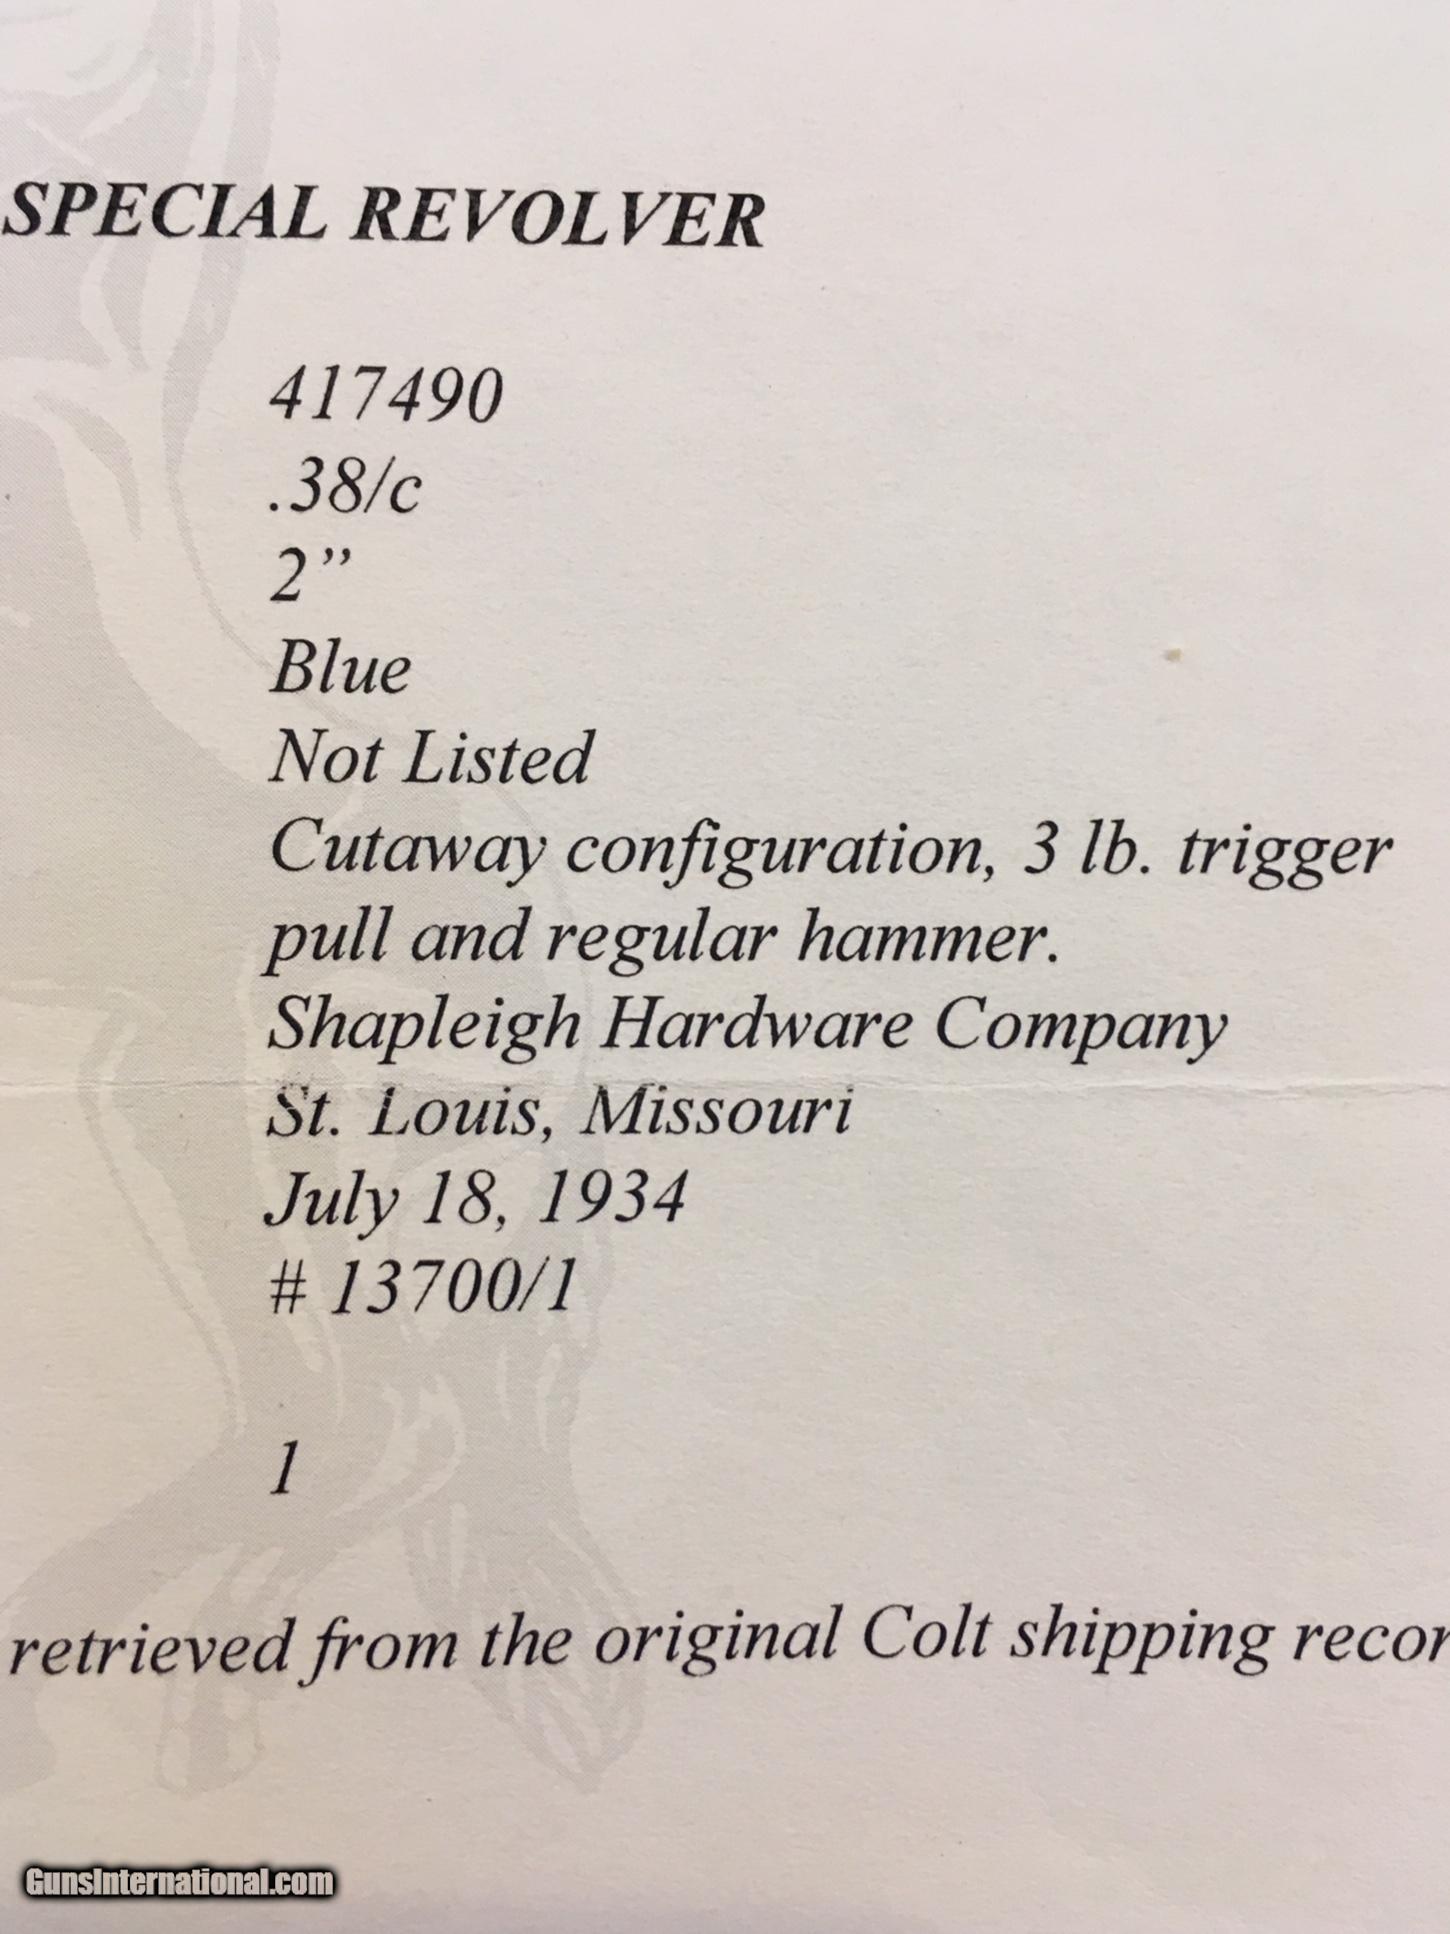 SPECIAL REVOLVER
417490
.38/c
2”
Blue
Not Listed
Cutaway configuration, 3 lb. trigger
pull and regular hammer.
Shapleigh Hardware Company
St. Louis, Missouri
July 18, 1934
# 13700/1
1
retrieved from the original Colt shipping recor
GunsInternational.com